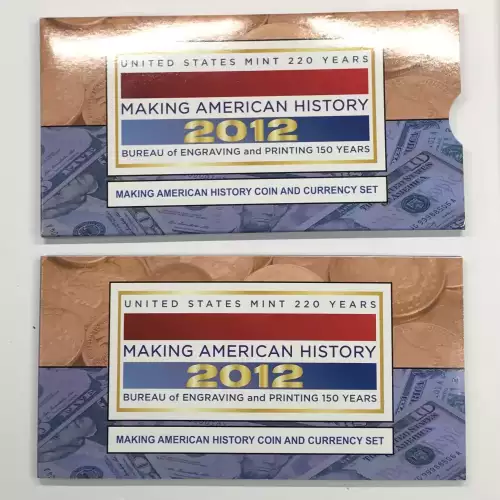 UNITED STATES MINT 220 YEARS
MAKING AMERICAN HISTORY
2012
BUREAU of ENGRAVING and PRINTING 150 YEARS
MAKING AMERICAN HISTORY COIN AND CURRENCY SET
UNITED STATES MINT 220 YEARS
MAKING AMERICAN HISTORY
2012
BUREAU of ENGRAVING and PRINTING 150 YEARS
MAKING AMERICAN HISTORY COIN AND CURRENCY SET